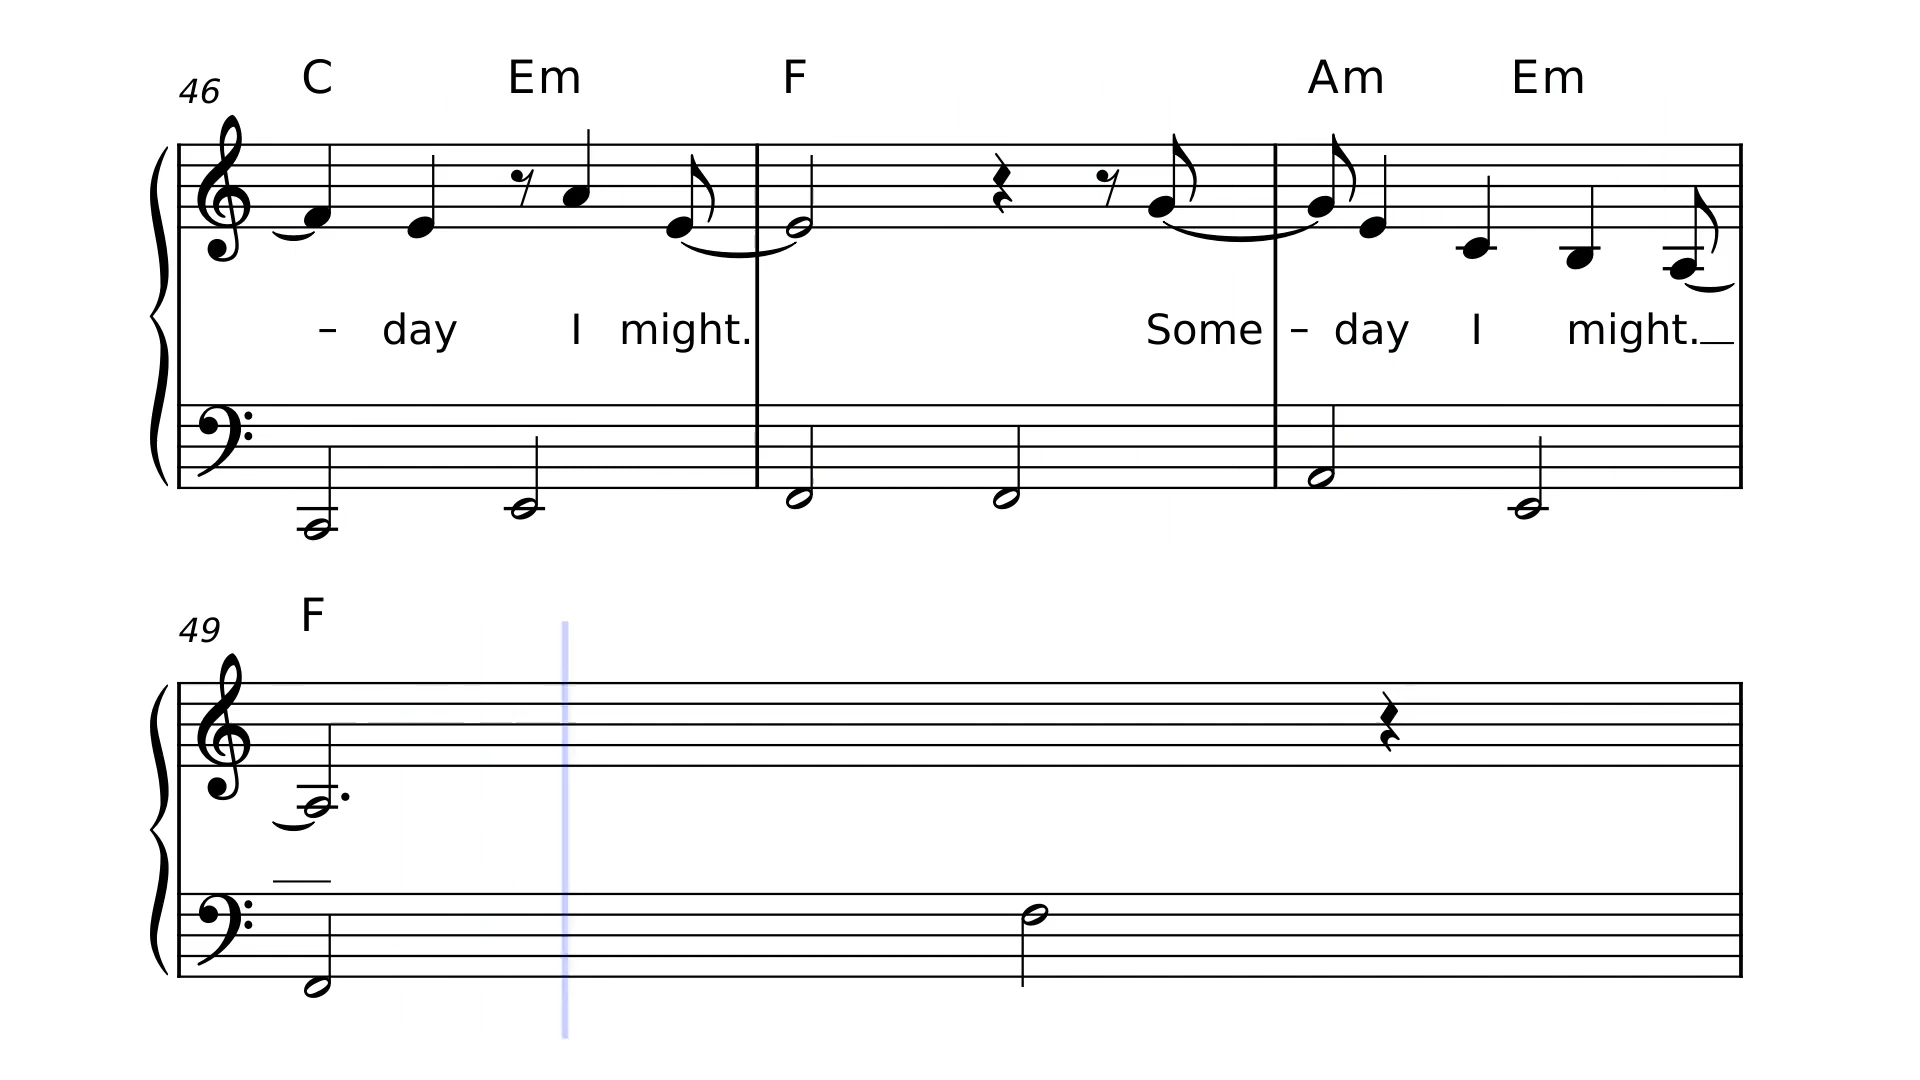 46 C Em F Am Em
– day I might. Some – day I might.
49 F